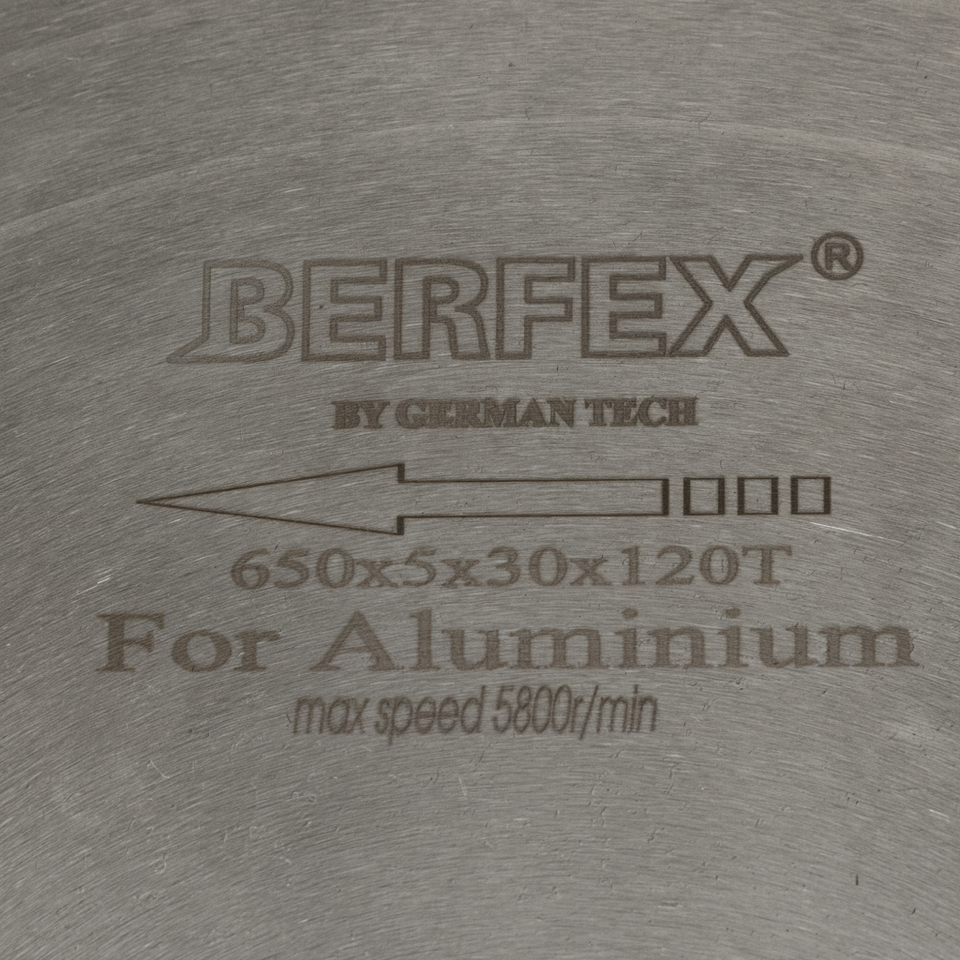 BERFEX®
BY GERMAN TECH
650x5x30x120T
For Aluminium
max speed 5800r/min